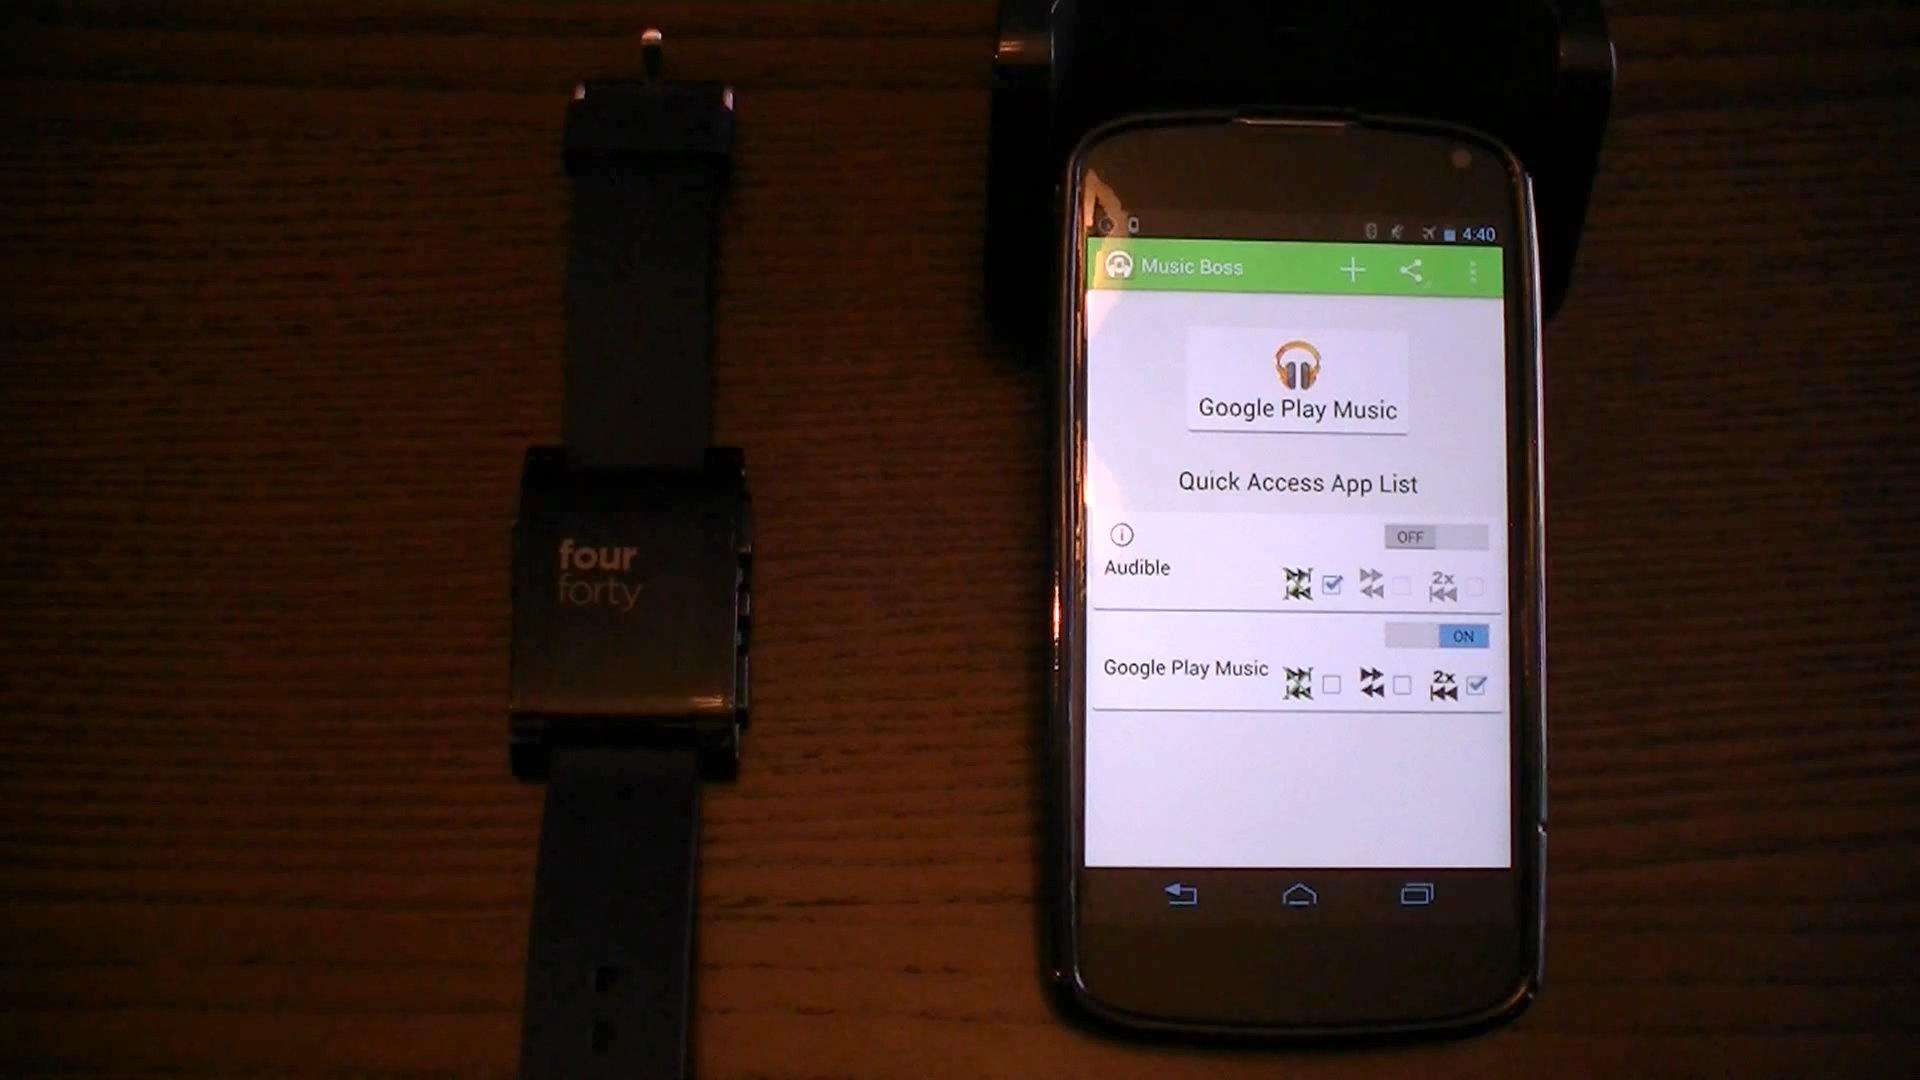 four
forty
4:40
Music Boss
Google Play Music
Quick Access App List
OFF
Audible
2x
ON
Google Play Music
2x